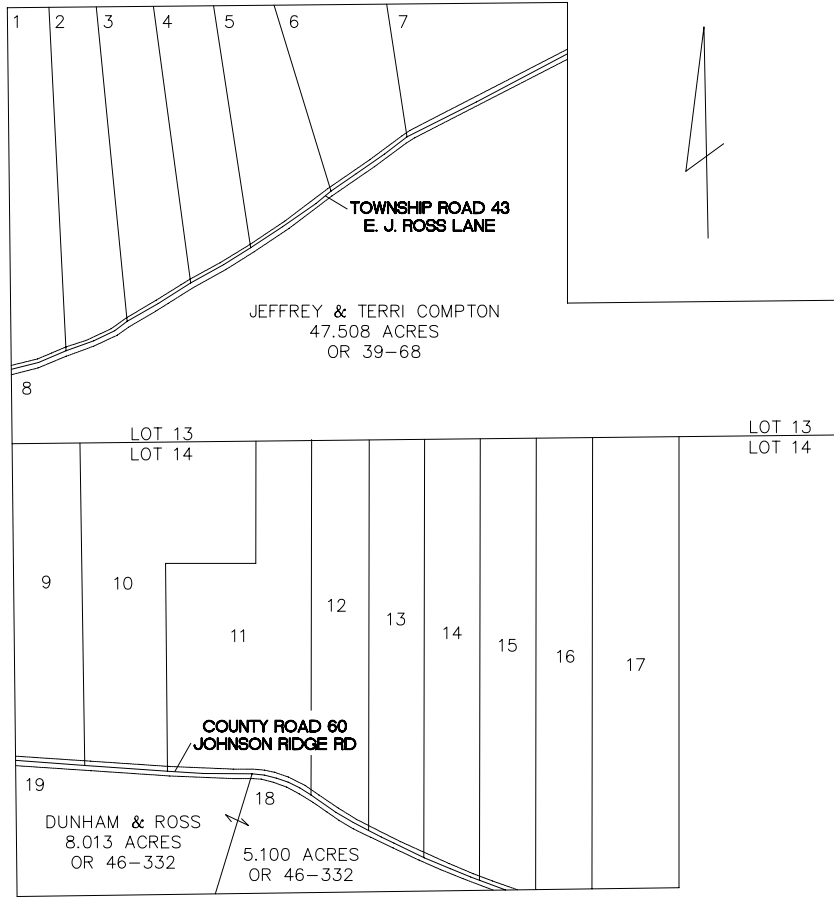 1
2
3
4
5
6
7
TOWNSHIP ROAD 43
E. J. ROSS LANE
JEFFREY & TERRI COMPTON
47.508 ACRES
OR 39-68
8
LOT 13
LOT 14
LOT 13
LOT 14
9
10
11
12
13
14
15
16
17
COUNTY ROAD 60
JOHNSON RIDGE RD
19
DUNHAM & ROSS
8.013 ACRES
OR 46-332
18
5.100 ACRES
OR 46-332